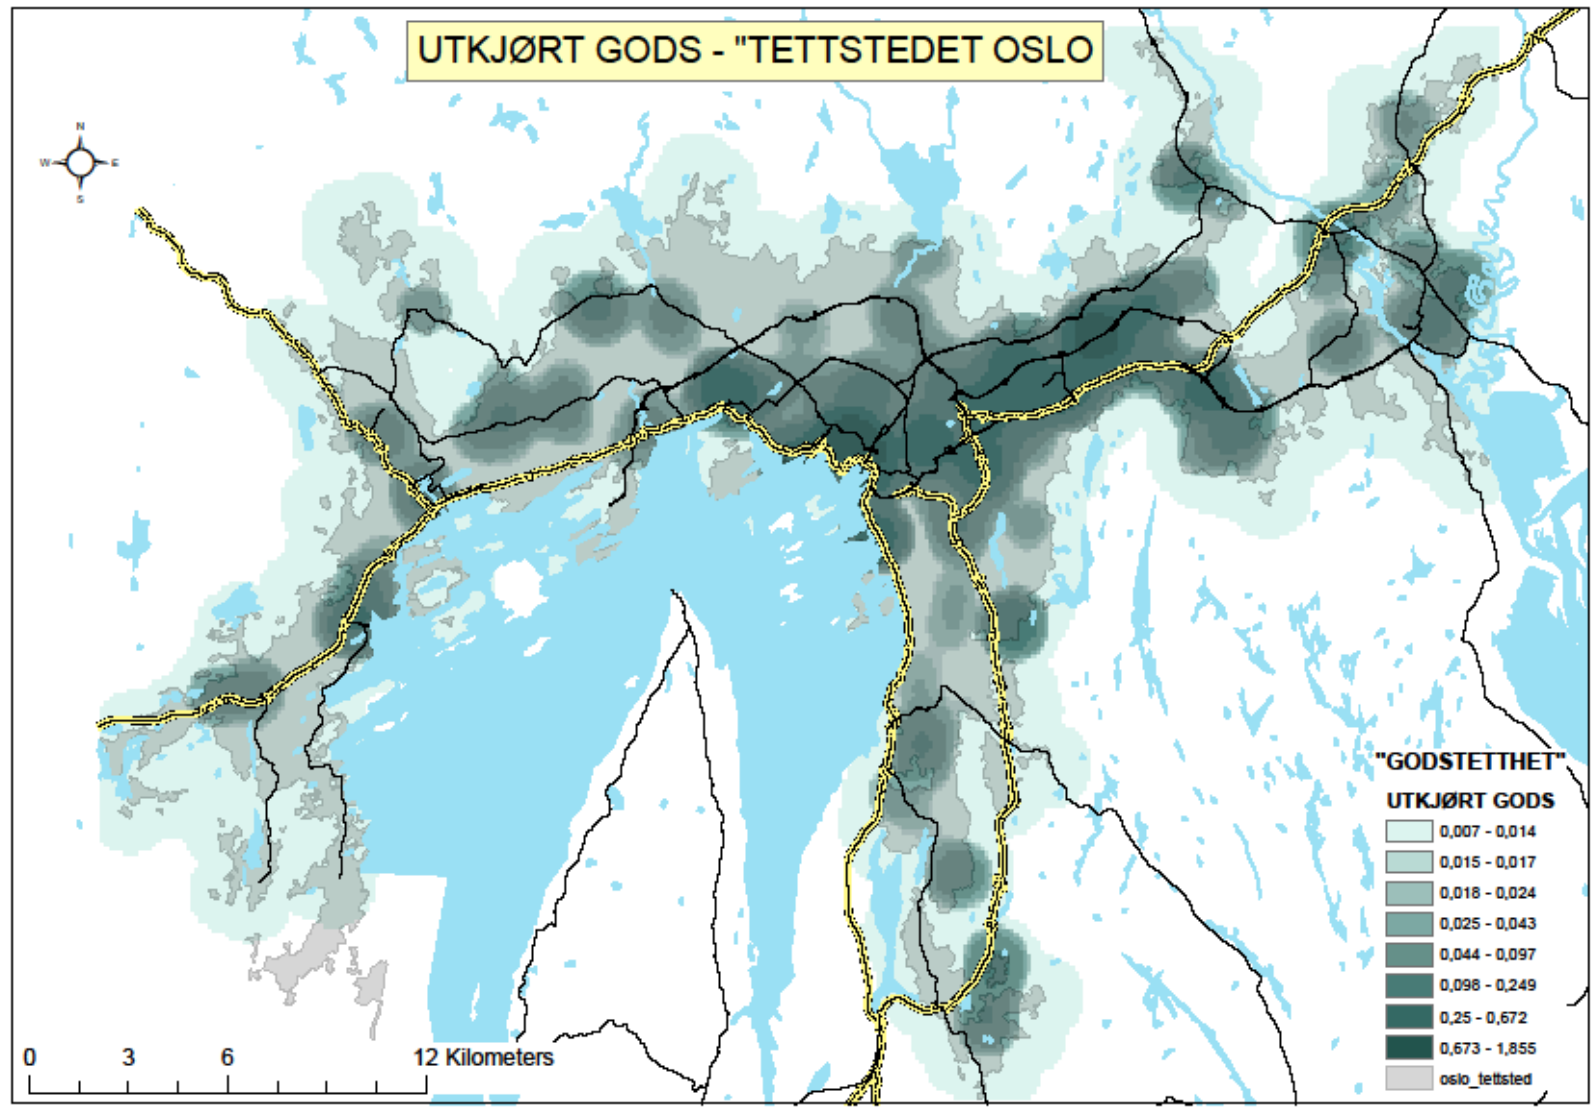 UTKJØRT GODS - "TETTSTEDET OSLO
N
W E
S
"GODSTETTHET"
UTKJØRT GODS
0,007 - 0,014
0,015 - 0,017
0,018 - 0,024
0,025 - 0,043
0,044 - 0,097
0,098 - 0,249
0,25 - 0,672
0,673 - 1,855
oslo_tettsted
0 3 6 12 Kilometers